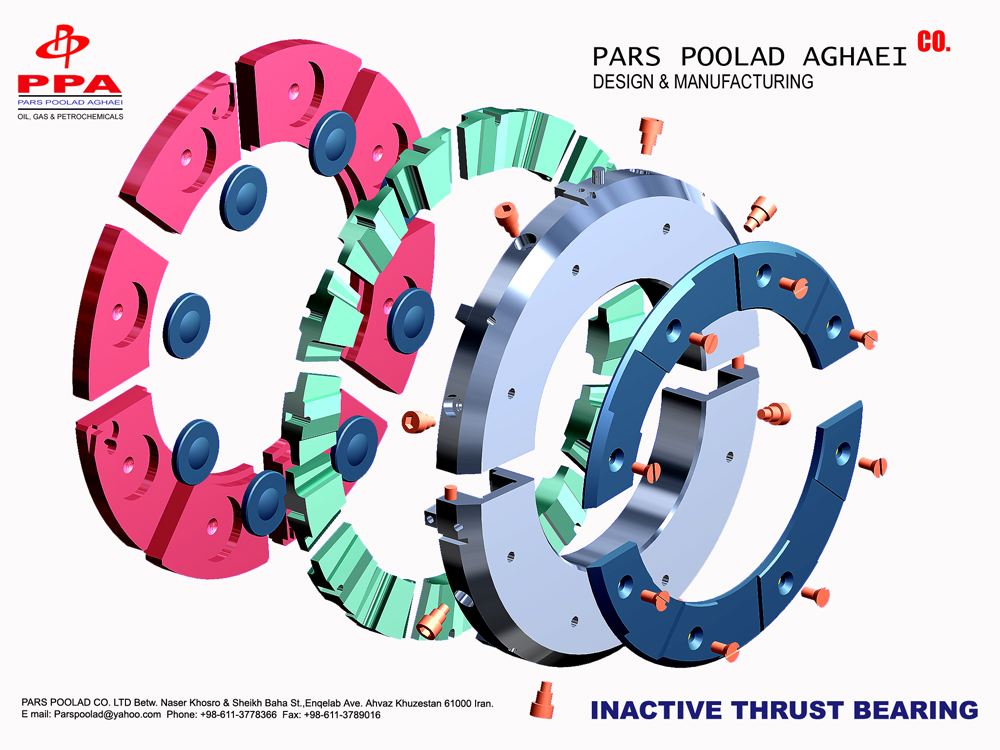 PPA
PARS POOLAD AGHAEI
OIL, GAS & PETROCHEMICALS
PARS POOLAD AGHAEI CO.
DESIGN & MANUFACTURING
PARS POOLAD CO. LTD Betw. Naser Khosro & Sheikh Baha St.,Enqelab Ave. Ahvaz Khuzestan 61000 Iran.
E mail: Parspoolad@yahoo.com Phone: +98-611-3778366 Fax: +98-611-3789016
INACTIVE THRUST BEARING